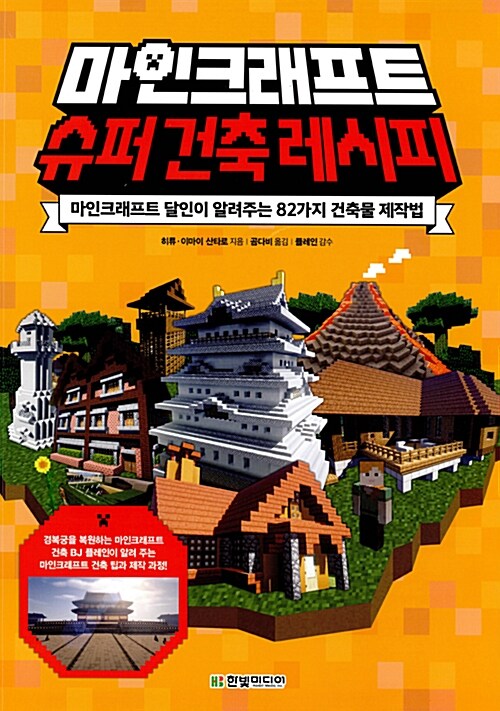 마인크래프트
슈퍼 건축 레시피
마인크래프트 달인이 알려주는 82가지 건축물 제작법
히류·이마이 산타로 지음 | 곰다비 옮김 | 플레인 감수
경복궁을 복원하는 마인크래프트
건축 BJ 플레인이 알려 주는
마인크래프트 건축 팁과 제작 과정!
HB 한빛미디어